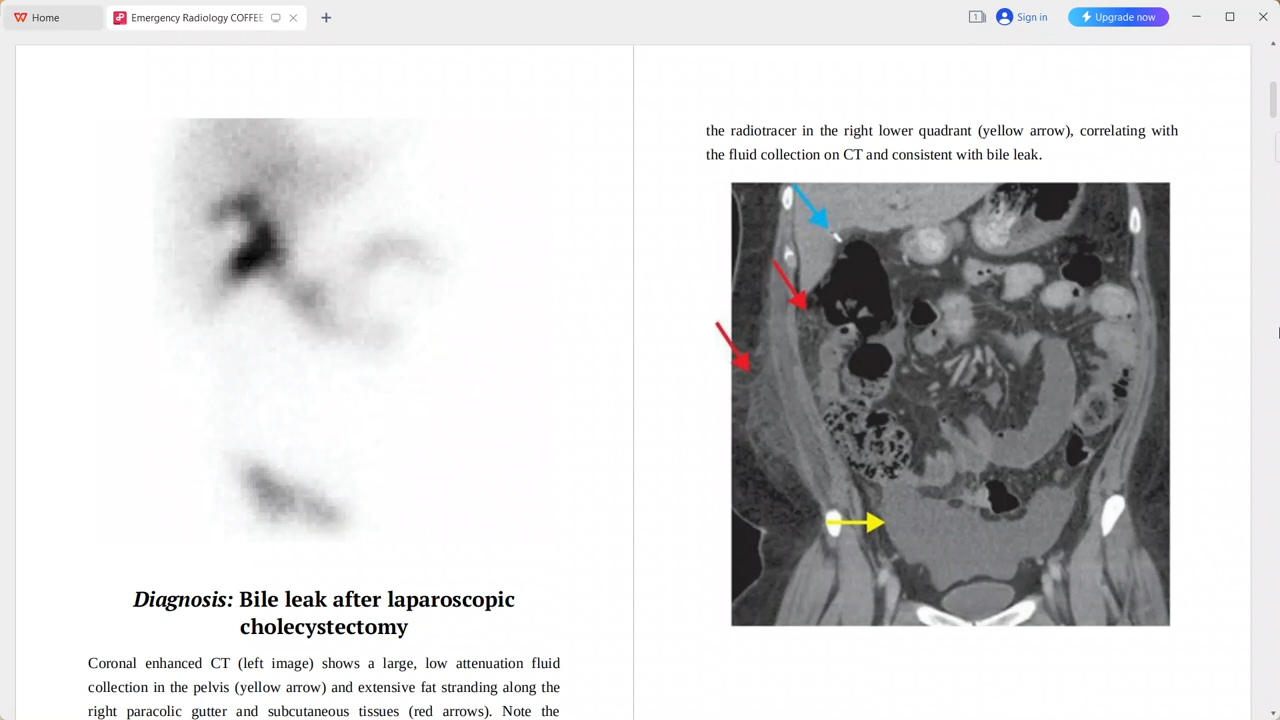 Home
Emergency Radiology COFFEE
1
Sign in
Upgrade now
Diagnosis: Bile leak after laparoscopic
cholecystectomy
Coronal enhanced CT (left image) shows a large, low attenuation fluid
collection in the pelvis (yellow arrow) and extensive fat stranding along the
right paracolic gutter and subcutaneous tissues (red arrows). Note the
the radiotracer in the right lower quadrant (yellow arrow), correlating with
the fluid collection on CT and consistent with bile leak.